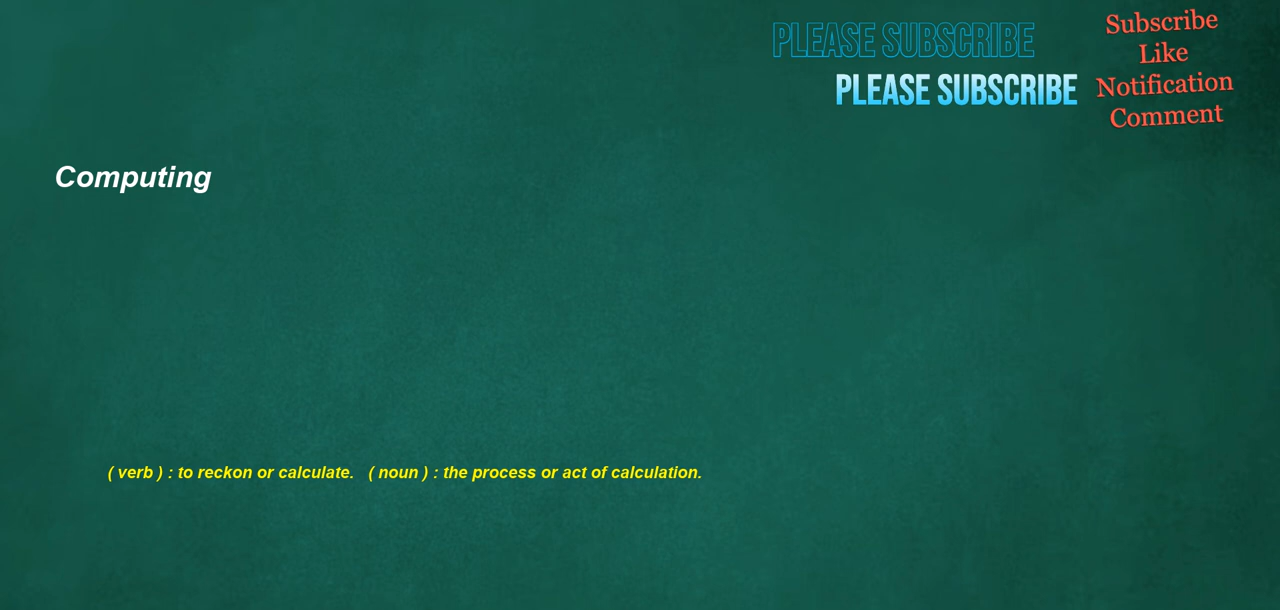 PLEASE SUBSCRIBE
PLEASE SUBSCRIBE
Subscribe
Like
Notification
Comment
Computing
( verb ) : to reckon or calculate.   ( noun ) : the process or act of calculation.